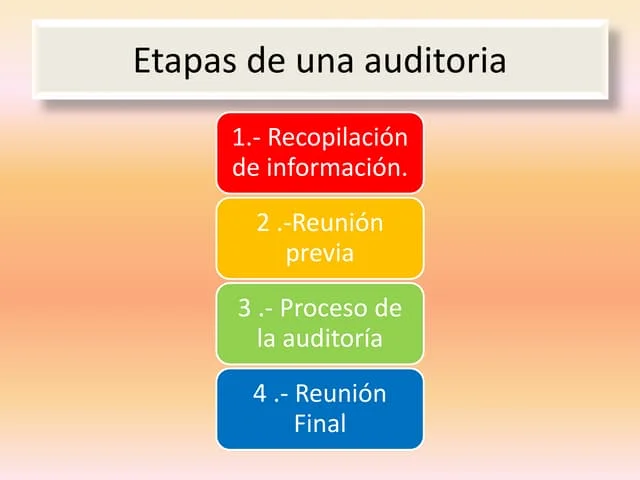 Etapas de una auditoria
1.- Recopilación
de información.
2 .-Reunión
previa
3 .- Proceso de
la auditoría
4 .- Reunión
Final